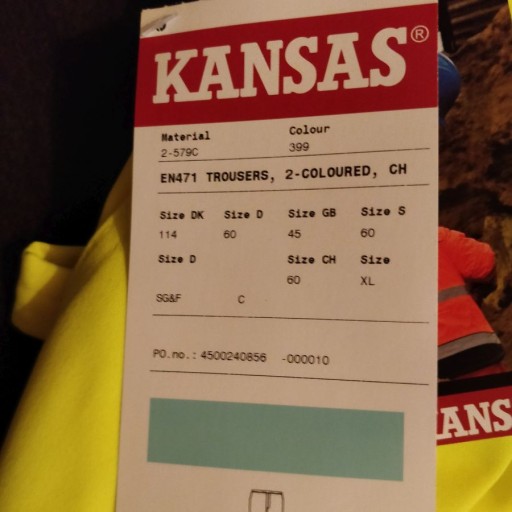 KANSAS®
Material Colour
2-579C 399
EN471 TROUSERS, 2-COLOURED, CH
Size DK Size D Size GB Size S
114 60 45 60
Size D Size CH Size
60 XL
SG&F C
PO.no.: 4500240856 -000010
ANS